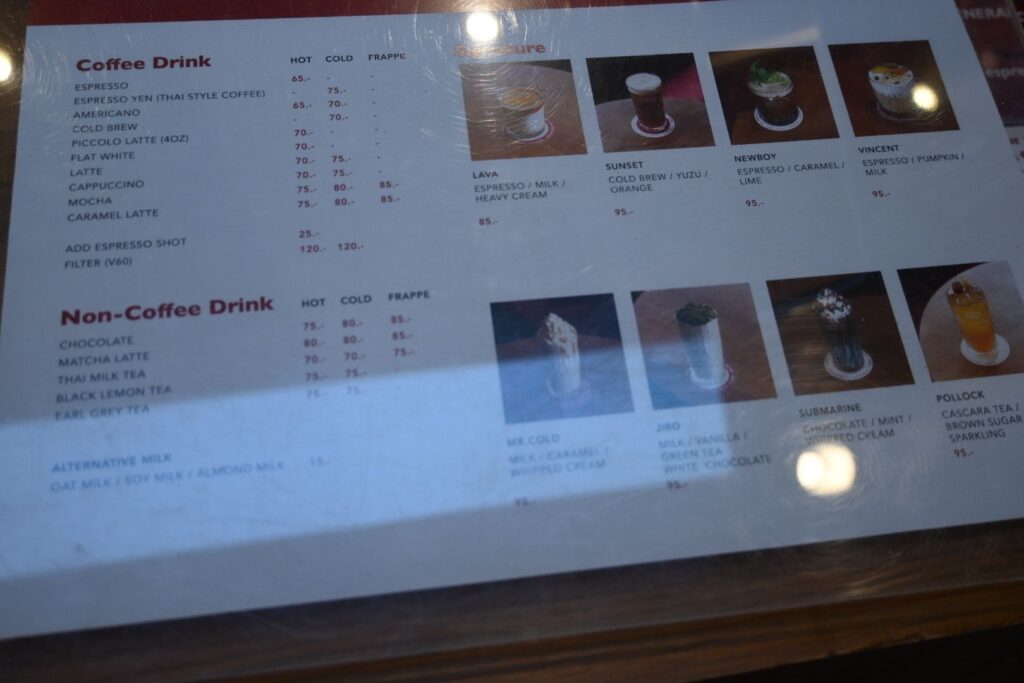 Coffee Drink HOT COLD FRAPPE
ESPRESSO 65.- - -
ESPRESSO YEN (THAI STYLE COFFEE) - 75.- -
AMERICANO 65.- 70.- -
COLD BREW - 70.- -
PICCOLO LATTE (4OZ) 70.- - -
FLAT WHITE 70.- - -
LATTE 70.- 75.- -
CAPPUCCINO 70.- 75.- -
MOCHA 75.- 80.- 85.-
CARAMEL LATTE 75.- 80.- 85.-
ADD ESPRESSO SHOT 25.-
FILTER (V60) 120.- 120.-
Non-Coffee Drink HOT COLD FRAPPE
CHOCOLATE 75.- 80.- 85.-
MATCHA LATTE 80.- 80.- 85.-
THAI MILK TEA 70.- 70.- 75.-
BLACK LEMON TEA 75.- 75.- -
EARL GREY TEA 75.- 75.-
ALTERNATIVE MILK
OAT MILK / SOY MILK / ALMOND MILK 15.-
Signature
LAVA
ESPRESSO / MILK /
HEAVY CREAM
85.-
SUNSET
COLD BREW / YUZU /
ORANGE
95.-
NEWBOY
ESPRESSO / CARAMEL /
LIME
95.-
VINCENT
ESPRESSO / PUMPKIN /
MILK
95.-
MR.COLD
MILK / CARAMEL /
WHIPPED CREAM
95.-
JIRO
MILK / VANILLA /
GREEN TEA
WHITE CHOCOLATE
95.-
SUBMARINE
CHOCOLATE / MINT /
WHIPPED CREAM
POLLOCK
CASCARA TEA /
BROWN SUGAR
SPARKLING
95.-